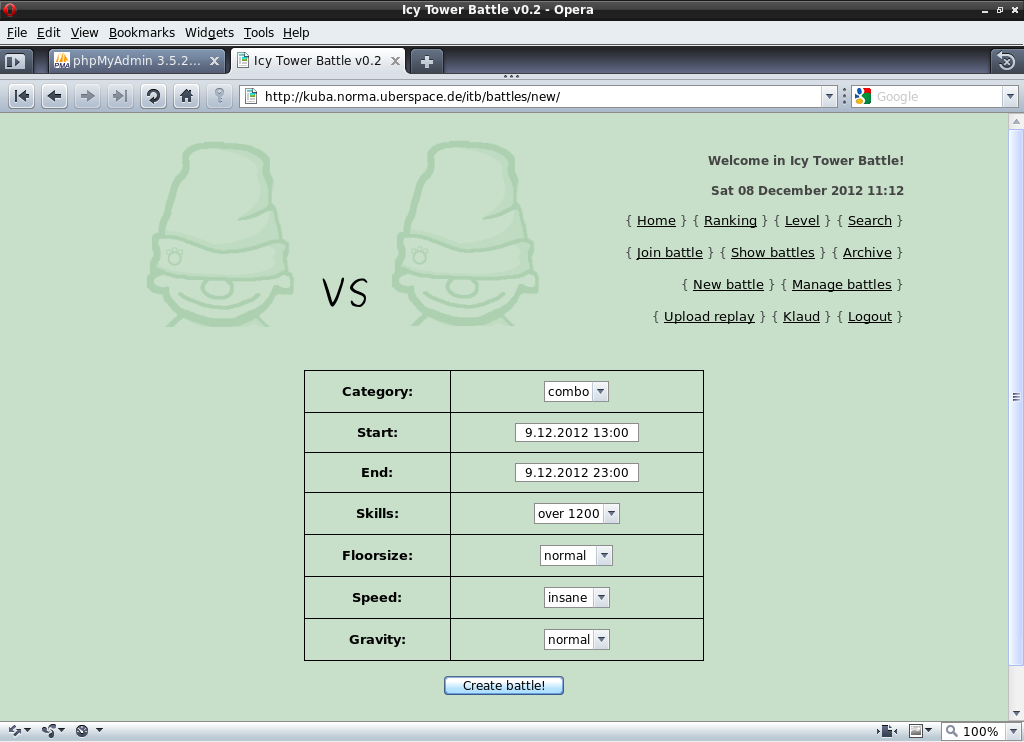 Icy Tower Battle v0.2 - Opera
File Edit View Bookmarks Widgets Tools Help
phpMyAdmin 3.5.2... Icy Tower Battle v0.2
http://kuba.norma.uberspace.de/itb/battles/new/ Google
Welcome in Icy Tower Battle!
Sat 08 December 2012 11:12
{ Home } { Ranking } { Level } { Search }
{ Join battle } { Show battles } { Archive }
{ New battle } { Manage battles }
{ Upload replay } { Klaud } { Logout }
VS
Category: combo
Start: 9.12.2012 13:00
End: 9.12.2012 23:00
Skills: over 1200
Floorsize: normal
Speed: insane
Gravity: normal
Create battle!
100%